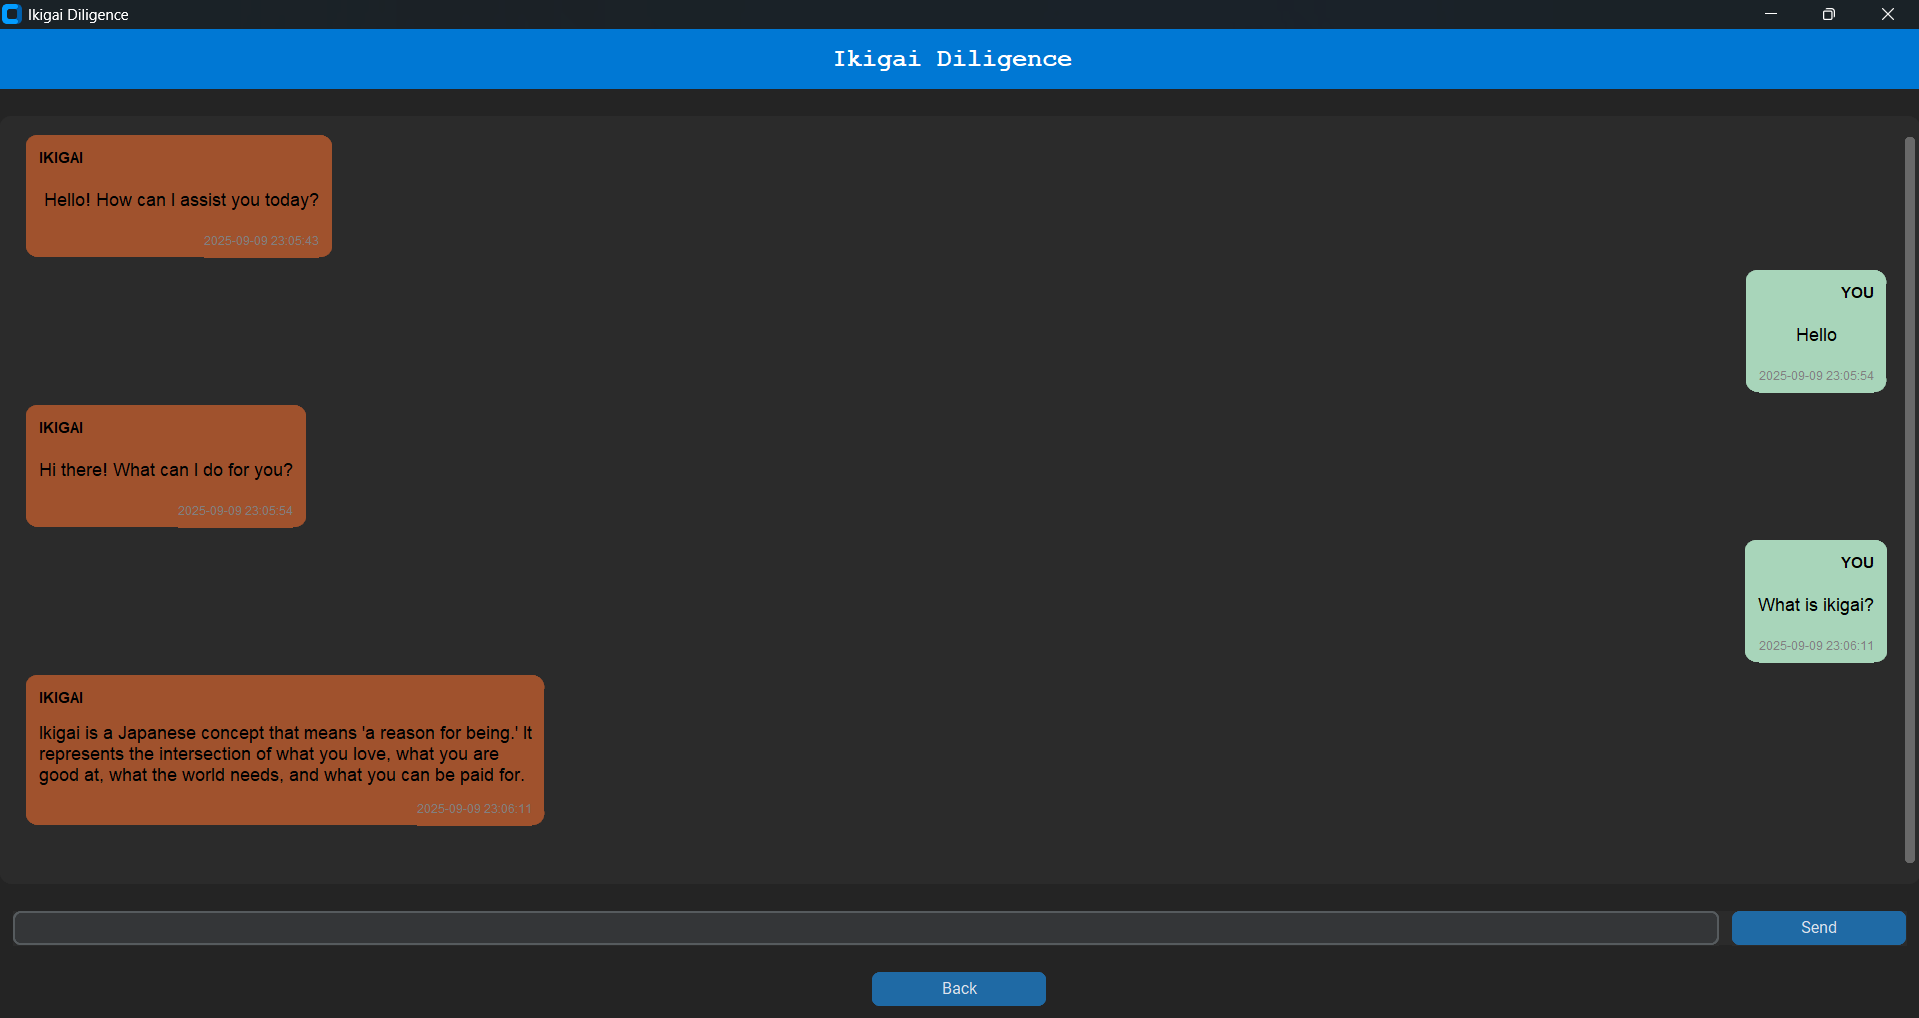 Ikigai Diligence
Ikigai Diligence
IKIGAI
Hello! How can I assist you today?
2025-09-09 23:05:43
YOU
Hello
2025-09-09 23:05:54
IKIGAI
Hi there! What can I do for you?
2025-09-09 23:05:54
YOU
What is ikigai?
2025-09-09 23:06:11
IKIGAI
Ikigai is a Japanese concept that means 'a reason for being.' It
represents the intersection of what you love, what you are
good at, what the world needs, and what you can be paid for.
2025-09-09 23:06:11
Send
Back